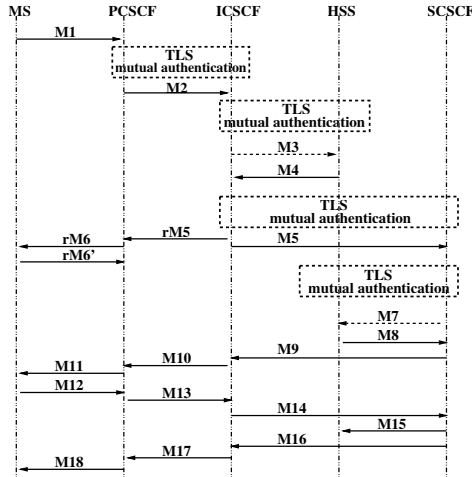 MS PCSCF ICSCF HSS SCSCF
M1
TLS
mutual authentication
M2
TLS
mutual authentication
M3
M4
TLS
mutual authentication
rM6 rM5 M5
rM6'
TLS
mutual authentication
M7
M8
M9
M10
M11
M12
M13
M14
M15
M16
M17
M18